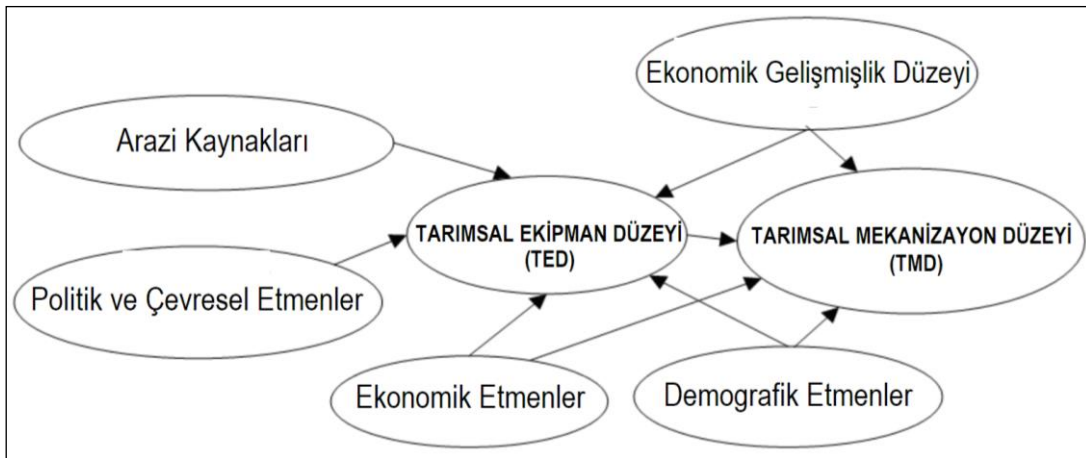 Ekonomik Gelişmişlik Düzeyi
Arazi Kaynakları
TARIMSAL EKİPMAN DÜZEYİ
(TED)
TARIMSAL MEKANİZAYON DÜZEYİ
(TMD)
Politik ve Çevresel Etmenler
Ekonomik Etmenler
Demografik Etmenler